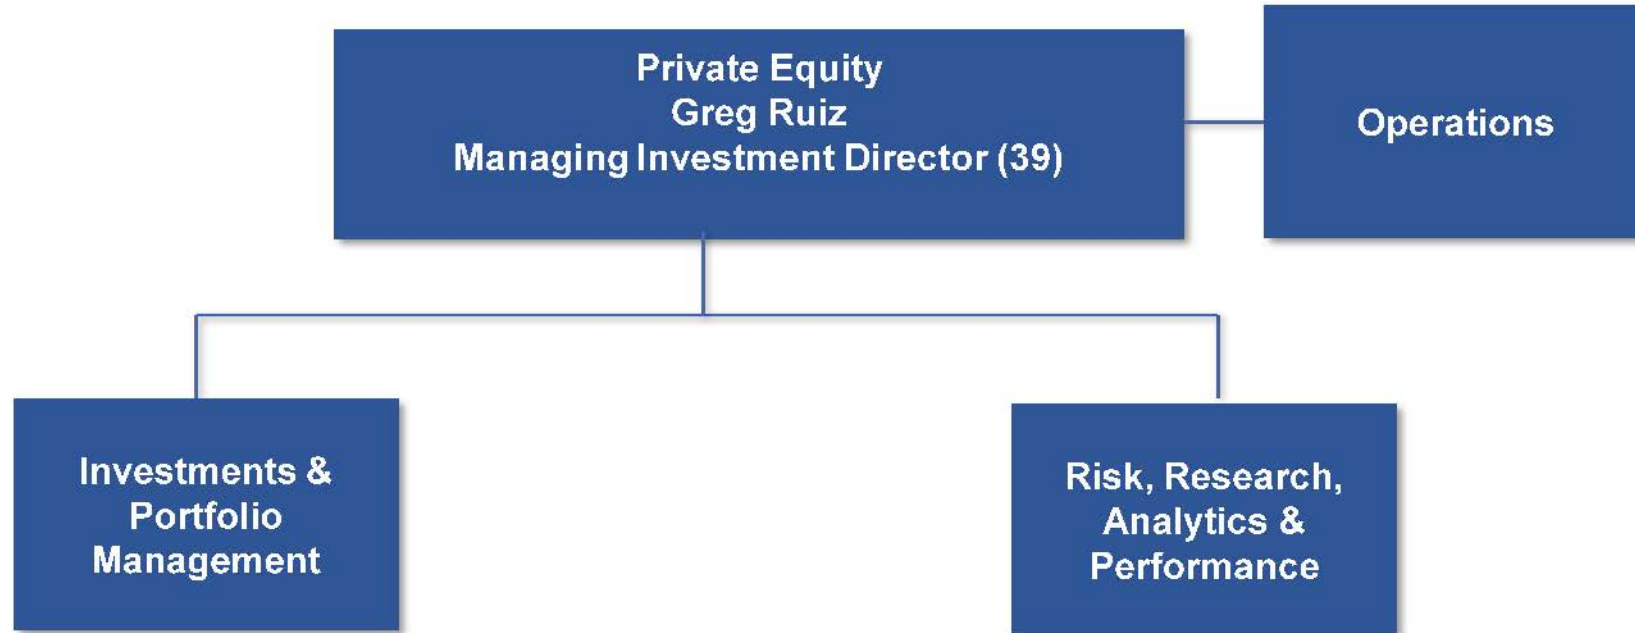 Private Equity
Greg Ruiz
Managing Investment Director (39)
Operations
Investments &
Portfolio
Management
Risk, Research,
Analytics &
Performance